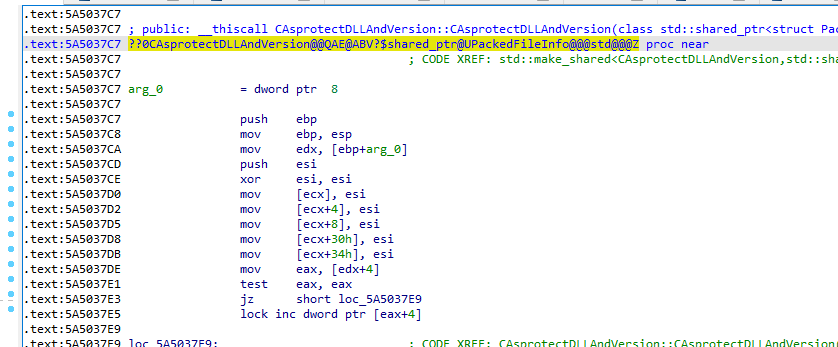 .text:5A5037C7
.text:5A5037C7 ; public: __thiscall CAsprotectDLLAndVersion::CAsprotectDLLAndVersion(class std::shared_ptr<struct Pac
.text:5A5037C7 ??0CAsprotectDLLAndVersion@@QAE@ABV?$shared_ptr@UPackedFileInfo@@@std@@@Z proc near
.text:5A5037C7 ; CODE XREF: std::make_shared<CAsprotectDLLAndVersion,std::sha
.text:5A5037C7
.text:5A5037C7 arg_0 = dword ptr 8
.text:5A5037C7
.text:5A5037C7 push ebp
.text:5A5037C8 mov ebp, esp
.text:5A5037CA mov edx, [ebp+arg_0]
.text:5A5037CD push esi
.text:5A5037CE xor esi, esi
.text:5A5037D0 mov [ecx], esi
.text:5A5037D2 mov [ecx+4], esi
.text:5A5037D5 mov [ecx+8], esi
.text:5A5037D8 mov [ecx+30h], esi
.text:5A5037DB mov [ecx+34h], esi
.text:5A5037DE mov eax, [edx+4]
.text:5A5037E1 test eax, eax
.text:5A5037E3 jz short loc_5A5037E9
.text:5A5037E5 lock inc dword ptr [eax+4]
.text:5A5037E9
.text:5A5037E9 loc_5A5037E9: ; CODE XREF: CAsprotectDLLAndVersion::CAsprotectDLLAndVersion(